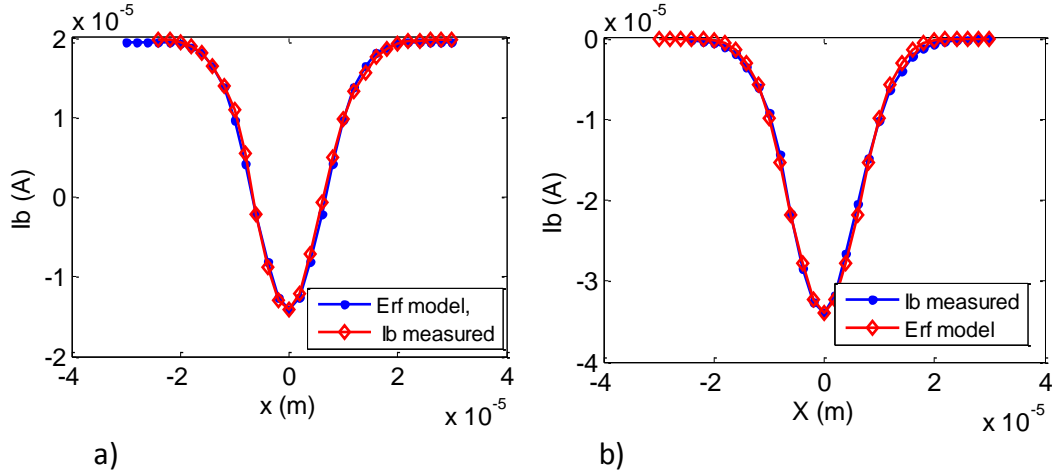 x 10^-5
2
1
0
-1
-2
Ib (A)
-4
-2
0
2
4
x (m)
x 10^-5
Erf model,
Ib measured
a)
x 10^-5
0
-1
-2
-3
-4
Ib (A)
-4
-2
0
2
4
X (m)
x 10^-5
Ib measured
Erf model
b)